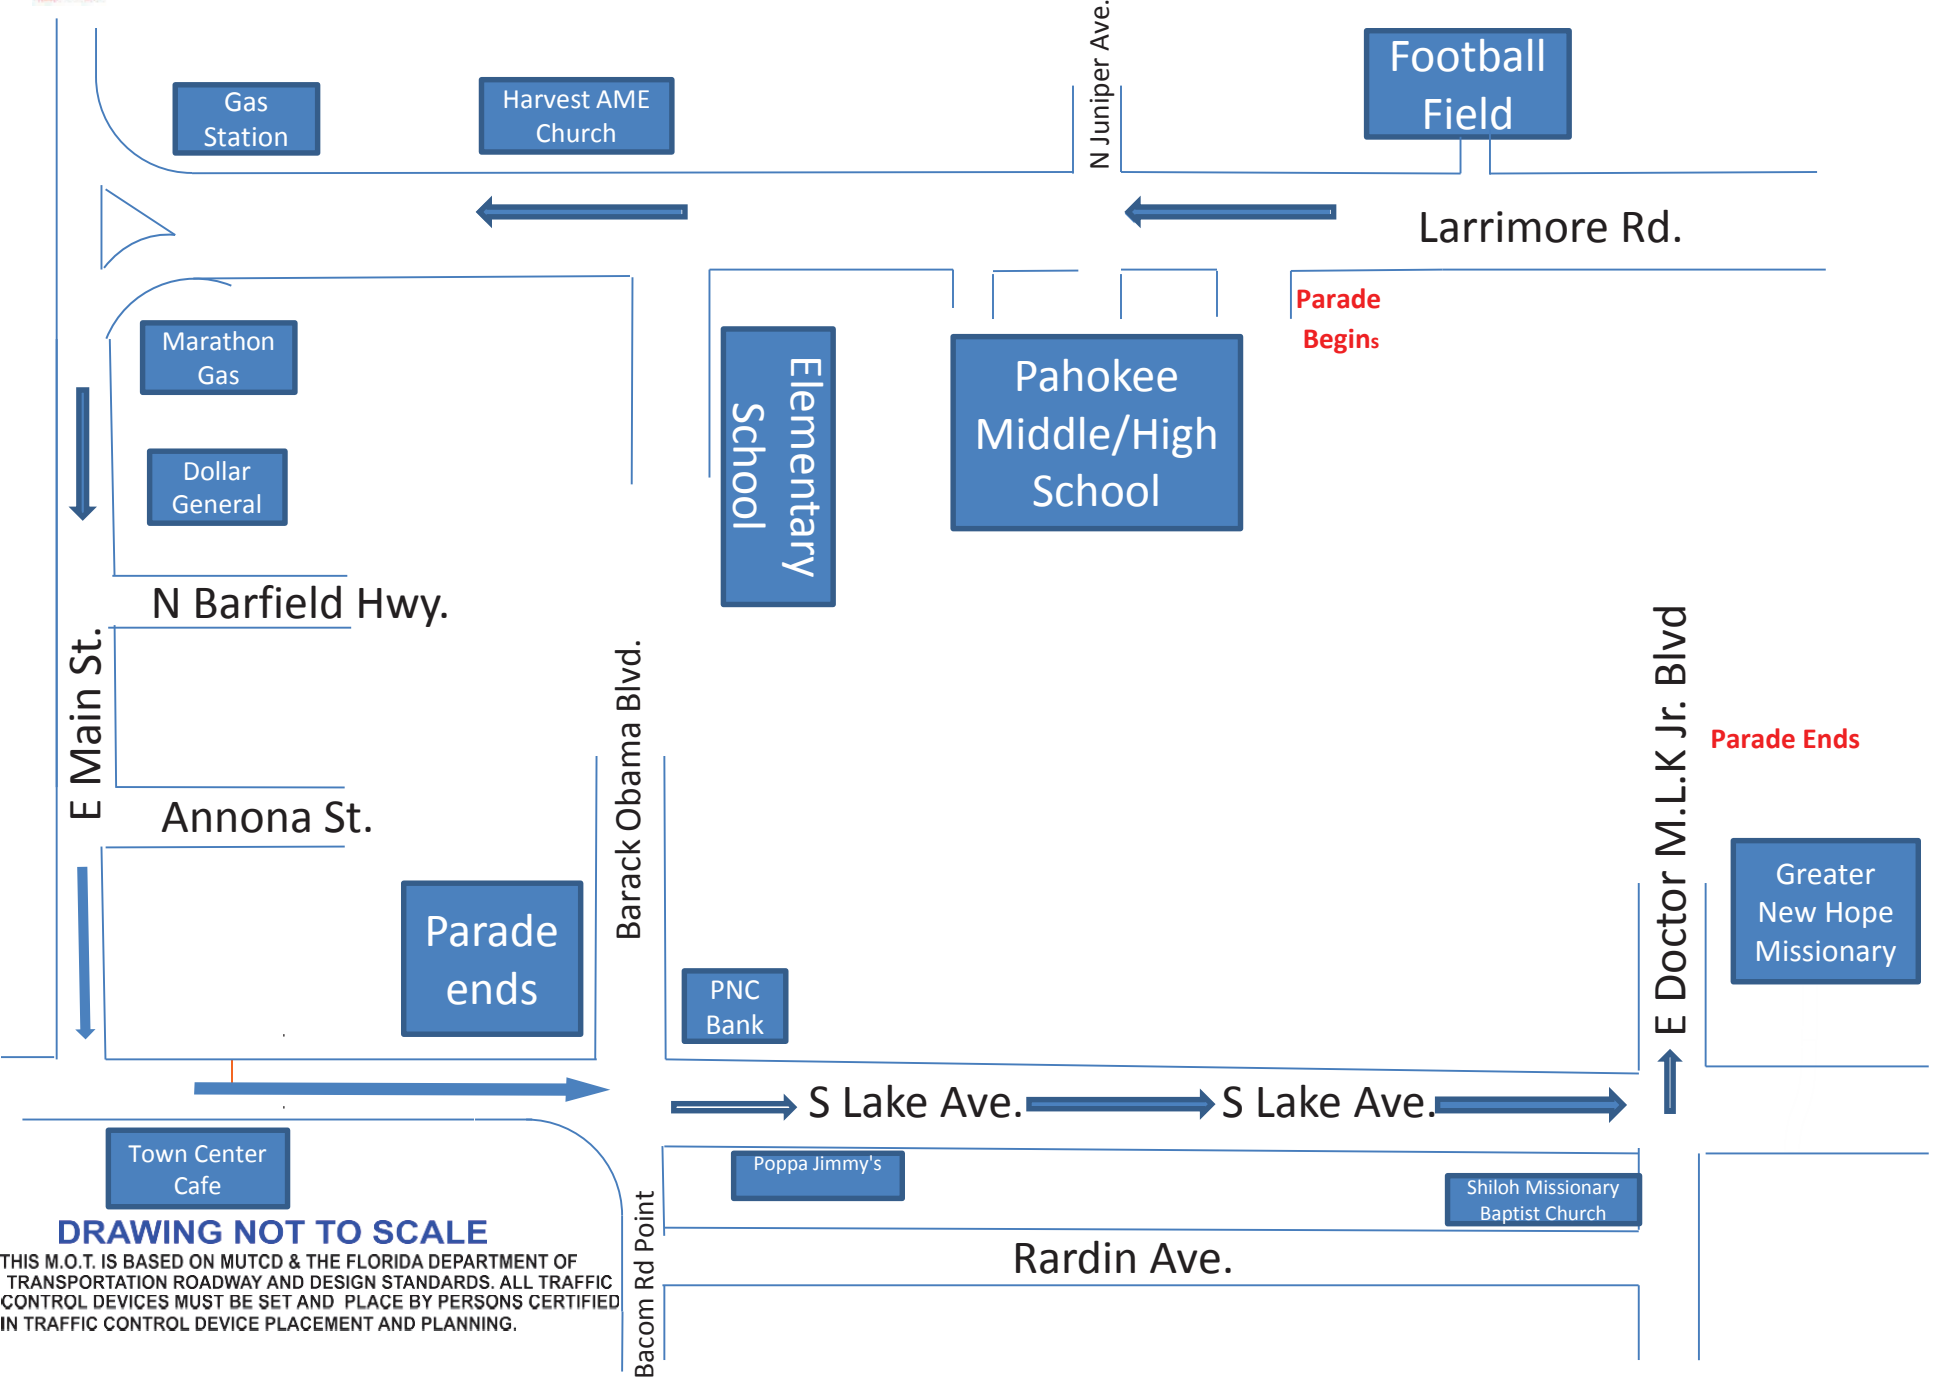 N Juniper Ave.
Football
Field
Gas
Station
Harvest AME
Church
Larrimore Rd.
Parade
Begins
Marathon
Gas
Elementary
School
Pahokee
Middle/High
School
Dollar
General
N Barfield Hwy.
E Main St.
Barack Obama Blvd.
E Doctor M.L.K Jr. Blvd
Parade Ends
Annona St.
Parade
ends
Greater
New Hope
Missionary
PNC
Bank
S Lake Ave.
S Lake Ave.
Town Center
Cafe
Poppa Jimmy's
Shiloh Missionary
Baptist Church
Bacom Rd Point
Rardin Ave.
DRAWING NOT TO SCALE
THIS M.O.T. IS BASED ON MUTCD & THE FLORIDA DEPARTMENT OF
TRANSPORTATION ROADWAY AND DESIGN STANDARDS. ALL TRAFFIC
CONTROL DEVICES MUST BE SET AND PLACE BY PERSONS CERTIFIED
IN TRAFFIC CONTROL DEVICE PLACEMENT AND PLANNING.